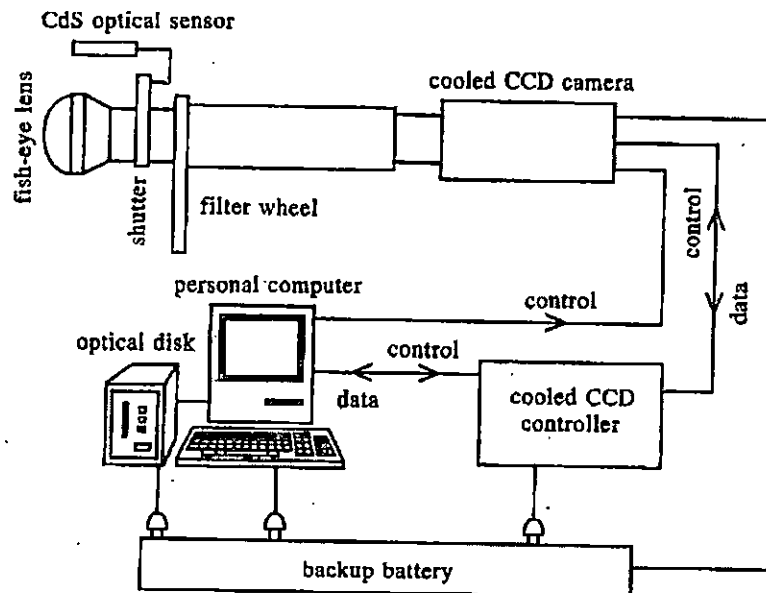 CdS optical sensor
cooled CCD camera
fish-eye lens
shutter
filter wheel
control
data
personal computer
control
optical disk
control
data
cooled CCD
controller
backup battery